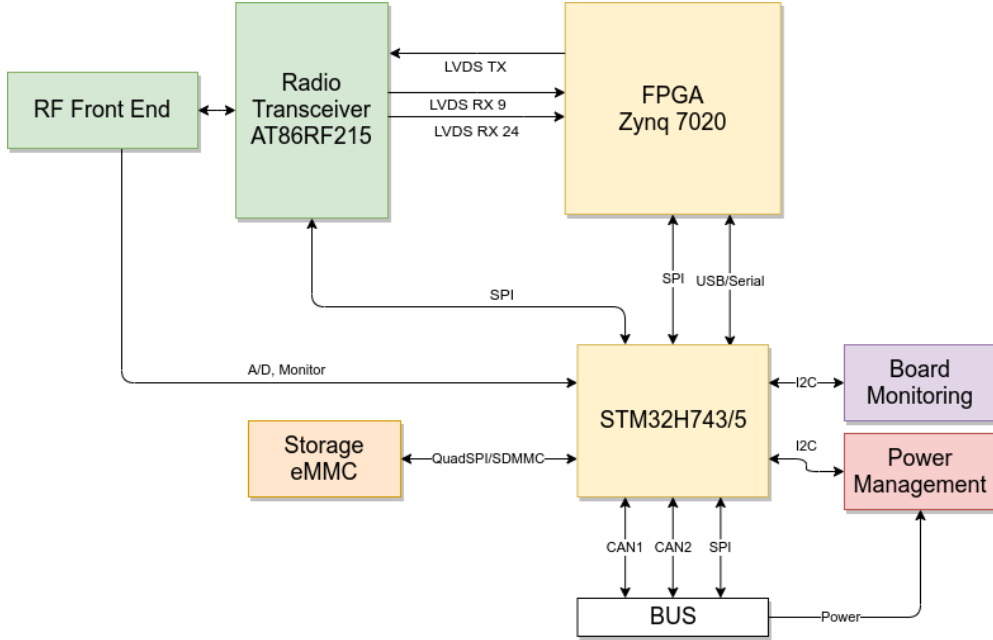 LVDS TX
Radio
Transceiver
AT86RF215
FPGA
Zynq 7020
RF Front End
LVDS RX 9
LVDS RX 24
SPI
USB/Serial
SPI
A/D, Monitor
STM32H743/5
I2C
Board
Monitoring
Storage
eMMC
QuadSPI/SDMMC
I2C
Power
Management
CAN1
CAN2
SPI
BUS
Power